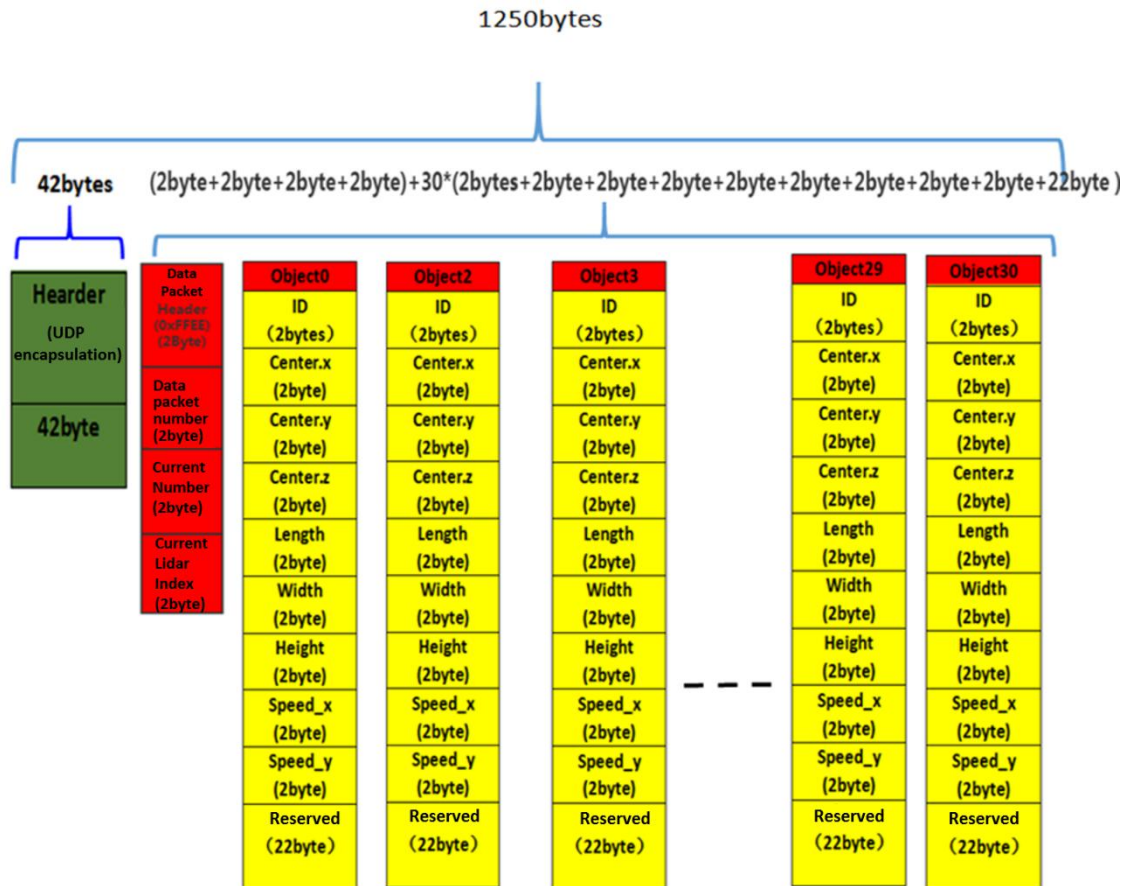 1250bytes
42bytes
(2byte+2byte+2byte+2byte)+30*(2bytes+2byte+2byte+2byte+2byte+2byte+2byte+2byte+2byte+22byte )
Hearder
(UDP
encapsulation)
42byte
Data
Packet
Header
(0xFFEE)
(2Byte)
Data
packet
number
(2byte)
Current
Number
(2byte)
Current
Lidar
Index
(2byte)
Object0
ID
（2bytes）
Center.x
(2byte)
Center.y
(2byte)
Center.z
(2byte)
Length
(2byte)
Width
(2byte)
Height
(2byte)
Speed_x
(2byte)
Speed_y
(2byte)
Reserved
（22byte）
Object2
ID
（2bytes）
Center.x
(2byte)
Center.y
(2byte)
Center.z
(2byte)
Length
(2byte)
Width
(2byte)
Height
(2byte)
Speed_x
(2byte)
Speed_y
(2byte)
Reserved
（22byte）
Object3
ID
（2bytes）
Center.x
(2byte)
Center.y
(2byte)
Center.z
(2byte)
Length
(2byte)
Width
(2byte)
Height
(2byte)
Speed_x
(2byte)
Speed_y
(2byte)
Reserved
（22byte）
Object29
ID
（2bytes）
Center.x
(2byte)
Center.y
(2byte)
Center.z
(2byte)
Length
(2byte)
Width
(2byte)
Height
(2byte)
Speed_x
(2byte)
Speed_y
(2byte)
Reserved
（22byte）
Object30
ID
（2bytes）
Center.x
(2byte)
Center.y
(2byte)
Center.z
(2byte)
Length
(2byte)
Width
(2byte)
Height
(2byte)
Speed_x
(2byte)
Speed_y
(2byte)
Reserved
（22byte）